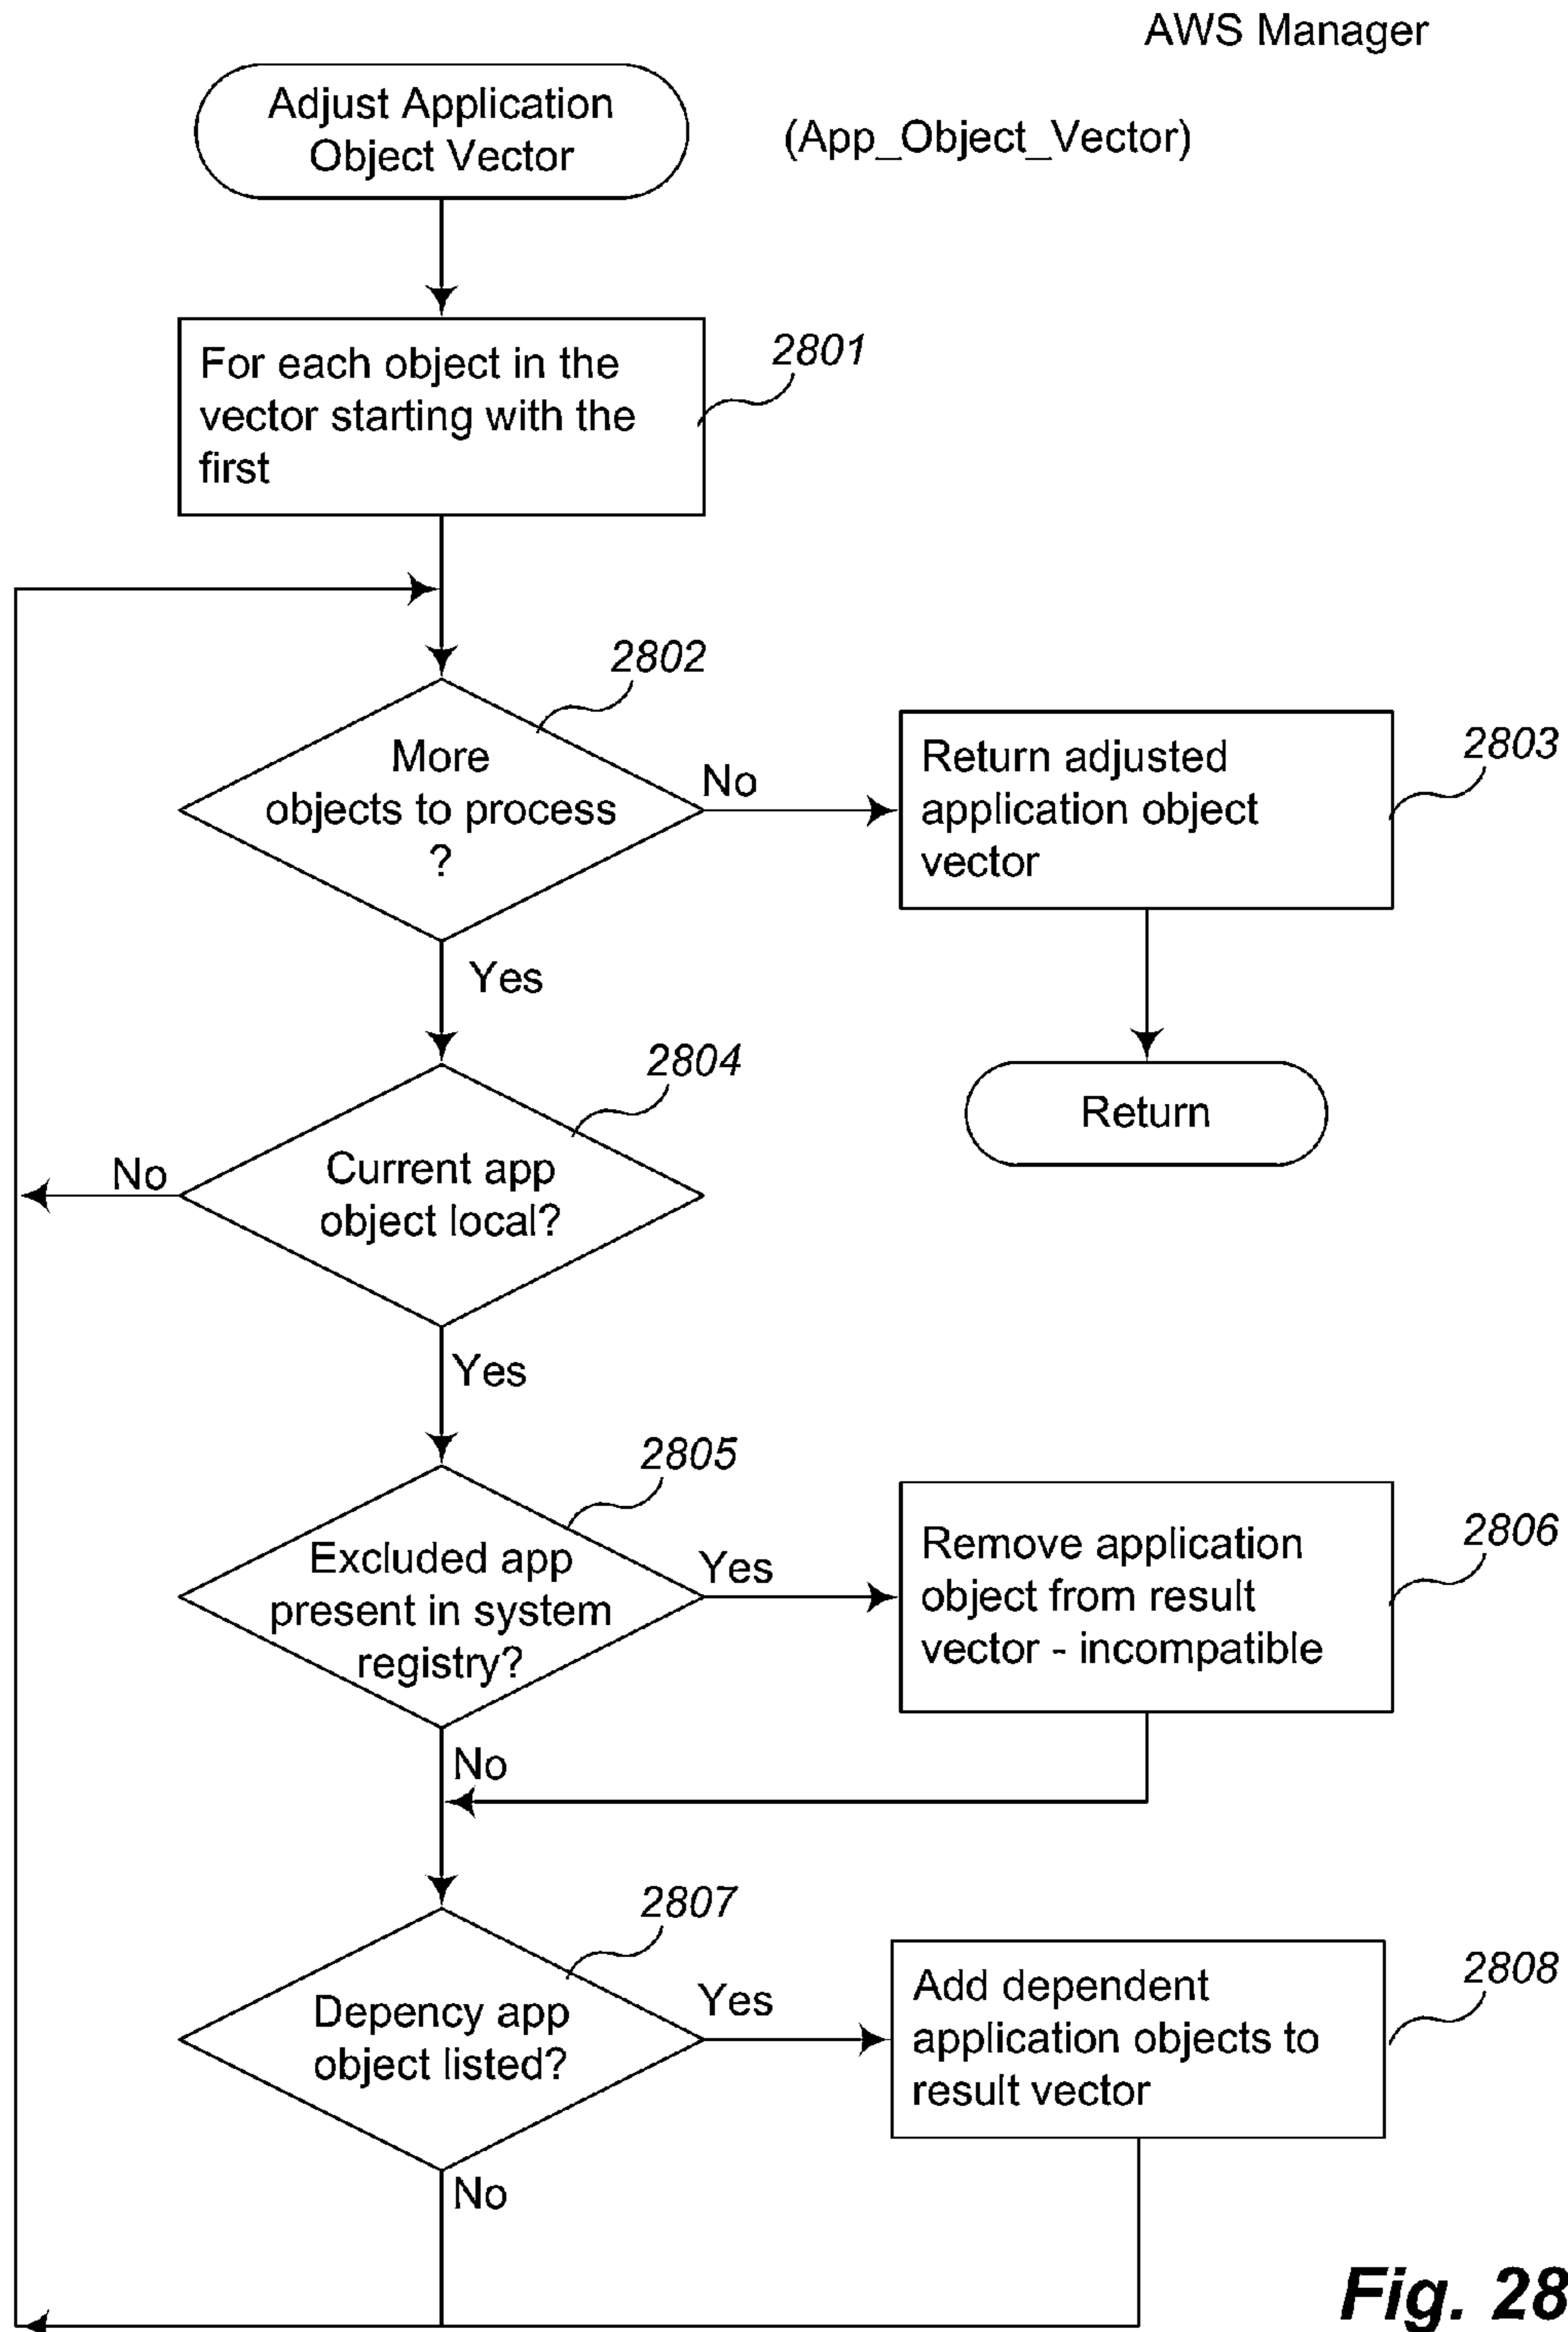 AWS Manager
Adjust Application
Object Vector
(App_Object_Vector)
For each object in the
vector starting with the
first
2801
2802
More
objects to process
?
No
Return adjusted
application object
vector
2803
Yes
Return
2804
Current app
object local?
No
Yes
2805
Excluded app
present in system
registry?
Yes
Remove application
object from result
vector - incompatible
2806
No
2807
Depency app
object listed?
Yes
Add dependent
application objects to
result vector
2808
No
Fig. 28